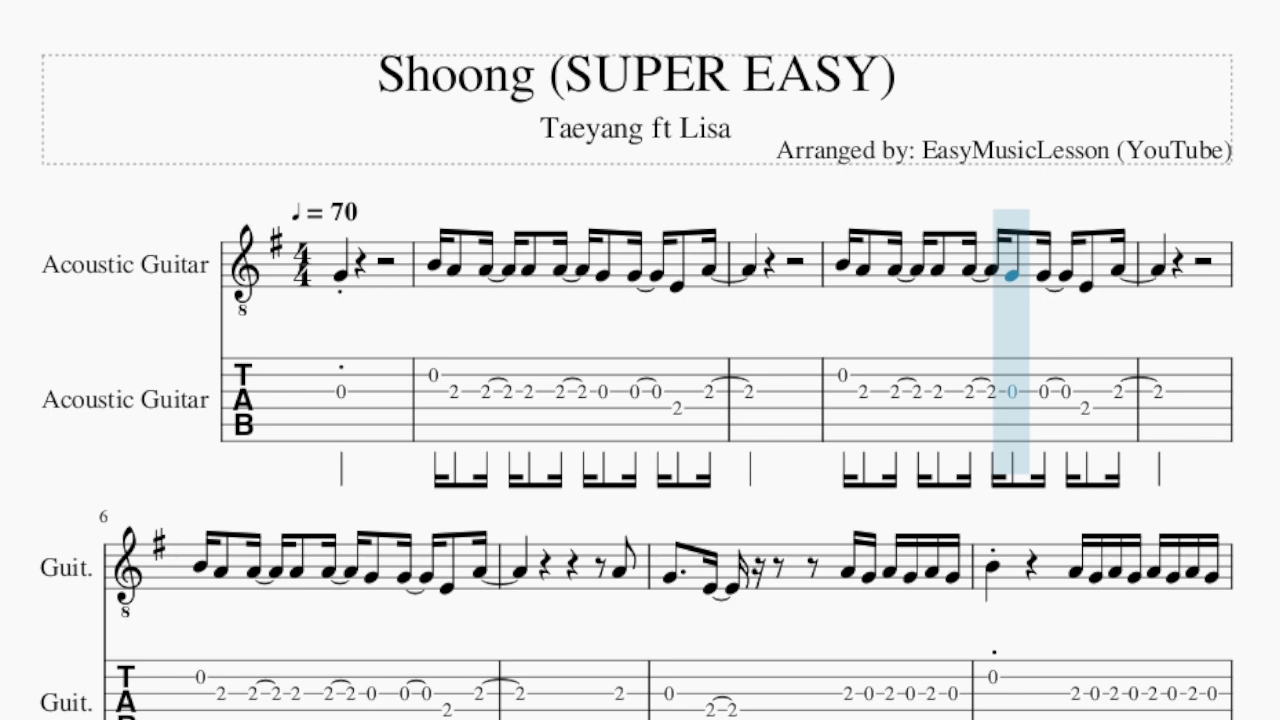 Shoong (SUPER EASY)
Taeyang ft Lisa
Arranged by: EasyMusicLesson (YouTube)
♩ = 70
Acoustic Guitar
4
4
8
Acoustic Guitar
T
A
B
0
0 2 2 2 2 2 2 0 0 0 2 2
2
0 2 2 2 2 2 2 0 0 0 2 2
2
6
Guit.
8
Guit.
T
A
0 2 2 2 2 2 2 0 0 0 2 2
2 2
0 2 2 2 0 2 0 2 0
0 2 0 2 0 2 0 2 0